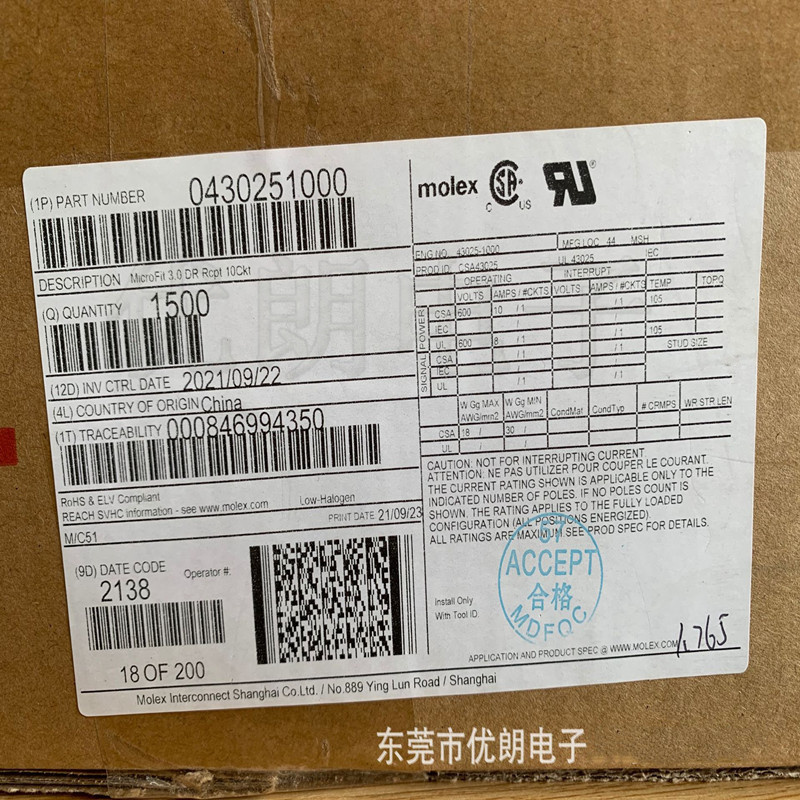 (1P) PART NUMBER 0430251000
DESCRIPTION MicroFit 3.0 DR Rcpt 10Ckt
(Q) QUANTITY 1500
(12D) INV CTRL DATE 2021/09/22
(4L) COUNTRY OF ORIGIN China
(1T) TRACEABILITY 000846994350
RoHS & ELV Compliant Low-Halogen
REACH SVHC information - see www.molex.com
PRINT DATE 21/09/23
M/C51
(9D) DATE CODE Operator #:
2138
18 OF 200
molex CSA® C US RU®
ENG NO. 43025-1000 MFG LOC 44 MSH
PROD ID: CSA43025 UL 43025 IEC
OPERATING INTERRUPT
VOLTS AMPS / #CKTS VOLTS AMPS / #CKTS TEMP TOPQ
SIGNAL POWER
CSA 600 10 / 1 / 1 105
IEC / 1 / 1
UL 600 8 / 1 / 1 105
CSA / 1 / 1 STUD SIZE
IEC / 1 / 1
UL / 1 / 1
W Gg MAX W Gg MIN
AWG/mm2 AWG/mm2 CondMat CondTyp # CRMPS WR STR LEN
CSA 18 / 30 /
UL / /
CAUTION: NOT FOR INTERRUPTING CURRENT.
ATTENTION: NE PAS UTILIZER POUR COUPER LE COURANT.
THE CURRENT RATING SHOWN IS APPLICABLE ONLY TO THE
INDICATED NUMBER OF POLES. IF NO POLES COUNT IS
SHOWN. THE RATING APPLIES TO THE FULLY LOADED
CONFIGURATION (ALL POSITIONS ENERGIZED).
ALL RATINGS ARE MAXIMUM SEE PROD SPEC FOR DETAILS.
67
ACCEPT
合格
MDFQC
Install Only
With Tool ID:
APPLICATION AND PRODUCT SPEC @ WWW.MOLEX.COM
1.765
Molex Interconnect Shanghai Co.Ltd. / No.889 Ying Lun Road / Shanghai
东莞市优朗电子